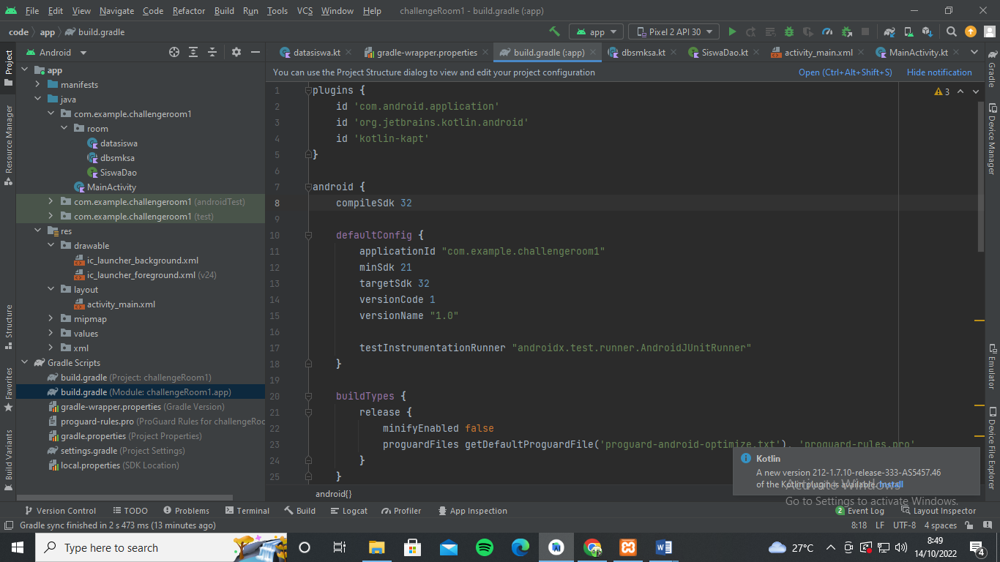 File Edit View Navigate Code Refactor Build Run Tools VCS Window Help challengeRoom1 - build.gradle (:app)
code app build.gradle
app Pixel 2 API 30
Android
datasiswa.kt gradle-wrapper.properties build.gradle (:app) dbsmksa.kt SiswaDao.kt activity_main.xml MainActivity.kt
You can use the Project Structure dialog to view and edit your project configuration Open (Ctrl+Alt+Shift+S) Hide notification
Project
Resource Manager
Structure
Favorites
Build Variants
app
manifests
java
com.example.challengeroom1
room
datasiswa
dbsmksa
SiswaDao
MainActivity
com.example.challengeroom1 (androidTest)
com.example.challengeroom1 (test)
res
drawable
ic_launcher_background.xml
ic_launcher_foreground.xml (v24)
layout
activity_main.xml
mipmap
values
xml
Gradle Scripts
build.gradle (Project: challengeRoom1)
build.gradle (Module: challengeRoom1.app)
gradle-wrapper.properties (Gradle Version)
proguard-rules.pro (ProGuard Rules for challengeRoo
gradle.properties (Project Properties)
settings.gradle (Project Settings)
local.properties (SDK Location)
1 plugins {
2 id 'com.android.application'
3 id 'org.jetbrains.kotlin.android'
4 id 'kotlin-kapt'
5 }
6
7 android {
8 compileSdk 32
9
10 defaultConfig {
11 applicationId "com.example.challengeroom1"
12 minSdk 21
13 targetSdk 32
14 versionCode 1
15 versionName "1.0"
16
17 testInstrumentationRunner "androidx.test.runner.AndroidJUnitRunner"
18 }
19
20 buildTypes {
21 release {
22 minifyEnabled false
23 proguardFiles getDefaultProguardFile('proguard-android-optimize.txt'), 'proguard-rules.pro'
24 }
25 }
3
android{}
Gradle
Device Manager
Emulator
Device File Explorer
Kotlin
A new version 212-1.7.10-release-333-AS5457.46
of the Kotlin plugin is available. Install
Activate Windows
Go to Settings to activate Windows.
Version Control TODO Problems Terminal Build Logcat Profiler App Inspection 2 Event Log Layout Inspector
Gradle sync finished in 2 s 473 ms (13 minutes ago) 8:18 LF UTF-8 4 spaces
Type here to search
27°C
8:49
14/10/2022
4